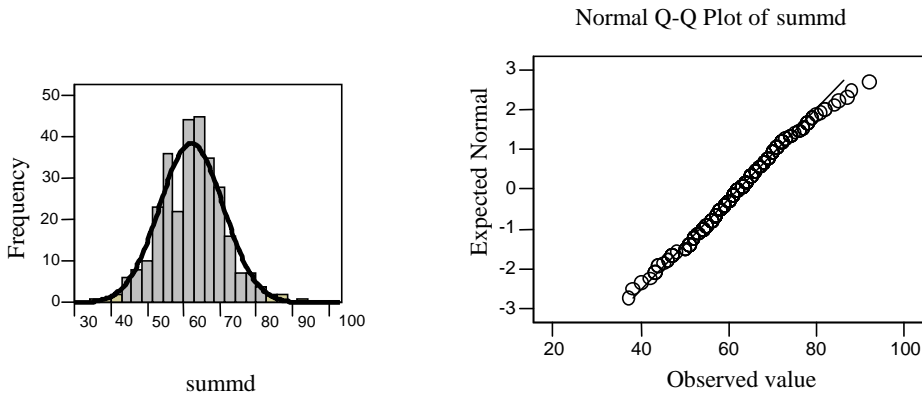 Normal Q-Q Plot of summd
50
40
30
20
10
0
Frequency
30 40 50 60 70 80 90 100
summd
3
2
1
0
-1
-2
-3
Expected Normal
20 40 60 80 100
Observed value